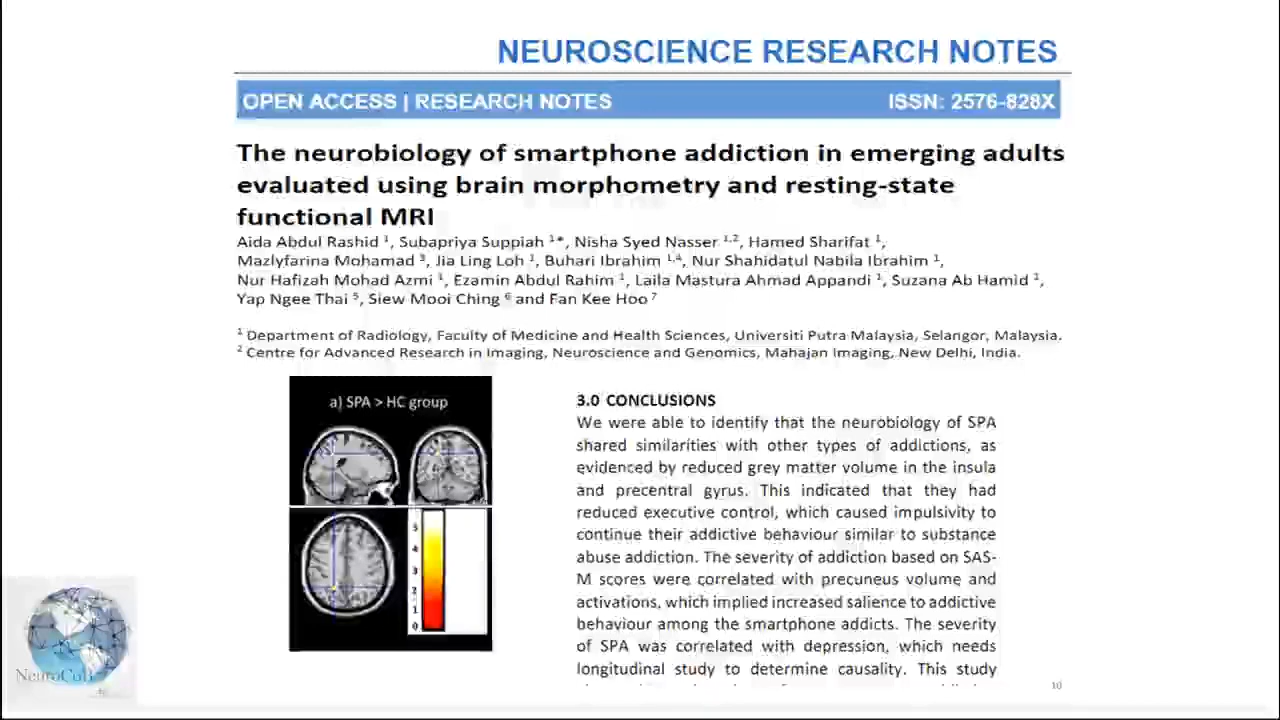 NEUROSCIENCE RESEARCH NOTES
OPEN ACCESS | RESEARCH NOTES ISSN: 2576-828X
The neurobiology of smartphone addiction in emerging adults
evaluated using brain morphometry and resting-state
functional MRI
Aida Abdul Rashid ¹, Subapriya Suppiah ¹*, Nisha Syed Nasser ¹,², Hamed Sharifat ¹,
Mazlyfarina Mohamad ³, Jia Ling Loh ¹, Buhari Ibrahim ¹,⁴, Nur Shahidatul Nabila Ibrahim ¹,
Nur Hafizah Mohad Azmi ¹, Ezamin Abdul Rahim ¹, Laila Mastura Ahmad Appandi ¹, Suzana Ab Hamid ¹,
Yap Ngee Thai ⁵, Siew Mooi Ching ⁶ and Fan Kee Hoo ⁷
¹ Department of Radiology, Faculty of Medicine and Health Sciences, Universiti Putra Malaysia, Selangor, Malaysia.
² Centre for Advanced Research in Imaging, Neuroscience and Genomics, Mahajan Imaging, New Delhi, India.
a) SPA > HC group
5
4
3
2
1
0
3.0 CONCLUSIONS
We were able to identify that the neurobiology of SPA
shared similarities with other types of addictions, as
evidenced by reduced grey matter volume in the insula
and precentral gyrus. This indicated that they had
reduced executive control, which caused impulsivity to
continue their addictive behaviour similar to substance
abuse addiction. The severity of addiction based on SAS-
M scores were correlated with precuneus volume and
activations, which implied increased salience to addictive
behaviour among the smartphone addicts. The severity
of SPA was correlated with depression, which needs
longitudinal study to determine causality. This study
10